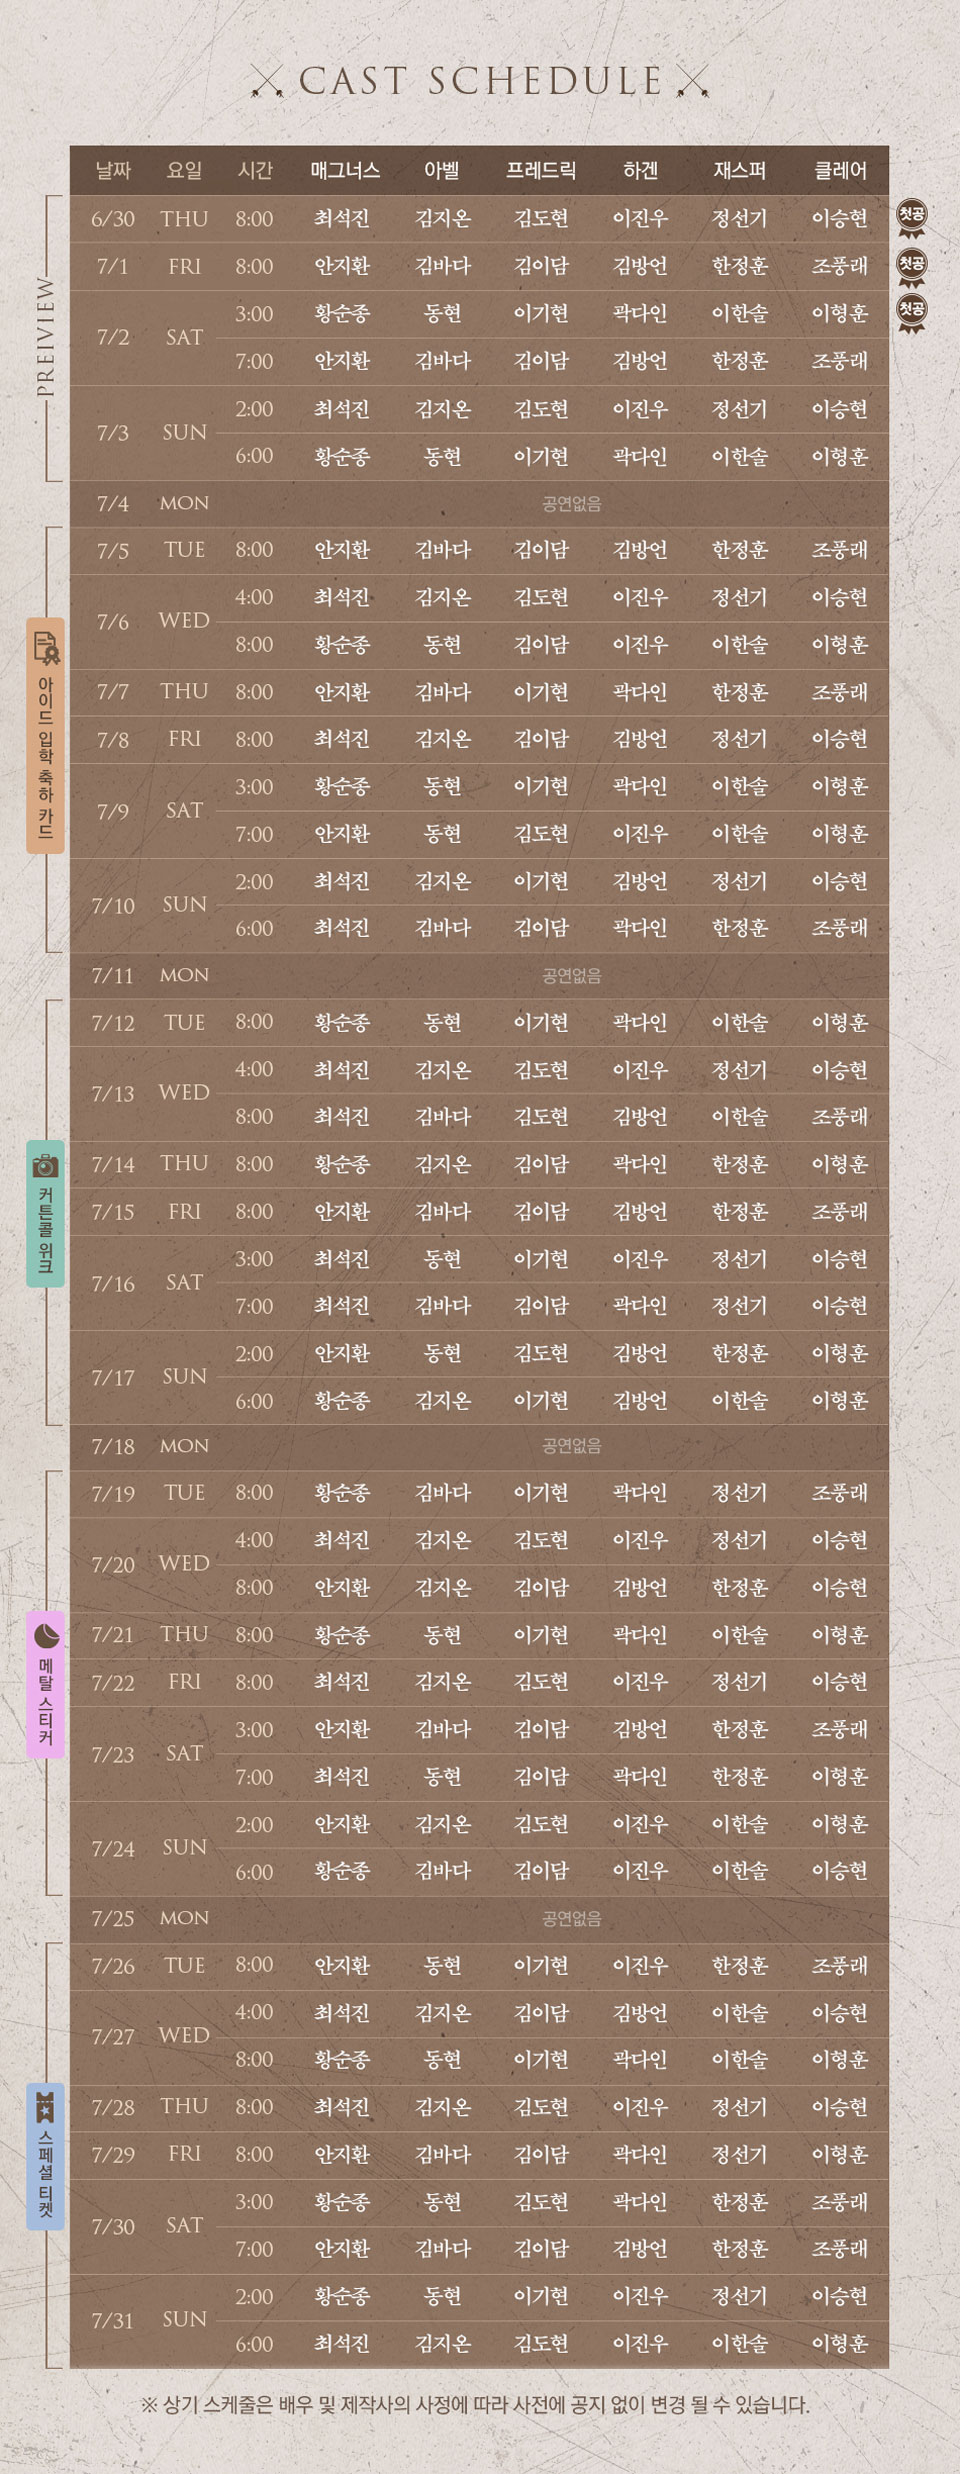 CAST SCHEDULE
날짜 요일 시간 매그너스 아벨 프레드릭 하겐 재스퍼 클레어
PREIVIEW
6/30 THU 8:00 최석진 김지온 김도현 이진우 정선기 이승현 첫공
7/1 FRI 8:00 안지환 김바다 김이담 김방언 한정훈 조풍래 첫공
7/2 SAT 3:00 황순종 동현 이기현 곽다인 이한솔 이형훈 첫공
7:00 안지환 김바다 김이담 김방언 한정훈 조풍래
7/3 SUN 2:00 최석진 김지온 김도현 이진우 정선기 이승현
6:00 황순종 동현 이기현 곽다인 이한솔 이형훈
7/4 MON 공연없음
아이드 입학 축하 카드
7/5 TUE 8:00 안지환 김바다 김이담 김방언 한정훈 조풍래
7/6 WED 4:00 최석진 김지온 김도현 이진우 정선기 이승현
8:00 황순종 동현 김이담 이진우 이한솔 이형훈
7/7 THU 8:00 안지환 김바다 이기현 곽다인 한정훈 조풍래
7/8 FRI 8:00 최석진 김지온 김이담 김방언 정선기 이승현
7/9 SAT 3:00 황순종 동현 이기현 곽다인 이한솔 이형훈
7:00 안지환 동현 김도현 이진우 이한솔 이형훈
7/10 SUN 2:00 최석진 김지온 이기현 김방언 정선기 이승현
6:00 최석진 김바다 김이담 곽다인 한정훈 조풍래
7/11 MON 공연없음
커튼콜 위크
7/12 TUE 8:00 황순종 동현 이기현 곽다인 이한솔 이형훈
7/13 WED 4:00 최석진 김지온 김도현 이진우 정선기 이승현
8:00 최석진 김바다 김도현 김방언 이한솔 조풍래
7/14 THU 8:00 황순종 김지온 김이담 곽다인 한정훈 이형훈
7/15 FRI 8:00 안지환 김바다 김이담 김방언 한정훈 조풍래
7/16 SAT 3:00 최석진 동현 이기현 이진우 정선기 이승현
7:00 최석진 김바다 김이담 곽다인 정선기 이승현
7/17 SUN 2:00 안지환 동현 김도현 김방언 한정훈 이형훈
6:00 황순종 김지온 이기현 김방언 이한솔 이형훈
7/18 MON 공연없음
메탈 스티커
7/19 TUE 8:00 황순종 김바다 이기현 곽다인 정선기 조풍래
7/20 WED 4:00 최석진 김지온 김도현 이진우 정선기 이승현
8:00 안지환 김지온 김이담 김방언 한정훈 이승현
7/21 THU 8:00 황순종 동현 이기현 곽다인 이한솔 이형훈
7/22 FRI 8:00 최석진 김지온 김도현 이진우 정선기 이승현
7/23 SAT 3:00 안지환 김바다 김이담 김방언 한정훈 조풍래
7:00 최석진 동현 김이담 곽다인 한정훈 이형훈
7/24 SUN 2:00 안지환 김지온 김도현 이진우 이한솔 이형훈
6:00 황순종 김바다 김이담 이진우 이한솔 이승현
7/25 MON 공연없음
스페셜 티켓
7/26 TUE 8:00 안지환 동현 이기현 이진우 한정훈 조풍래
7/27 WED 4:00 최석진 김지온 김이담 김방언 이한솔 이승현
8:00 황순종 동현 이기현 곽다인 이한솔 이형훈
7/28 THU 8:00 최석진 김지온 김도현 이진우 정선기 이승현
7/29 FRI 8:00 안지환 김바다 김이담 곽다인 정선기 이형훈
7/30 SAT 3:00 황순종 동현 김도현 곽다인 한정훈 조풍래
7:00 안지환 김바다 김이담 김방언 한정훈 조풍래
7/31 SUN 2:00 황순종 동현 이기현 이진우 정선기 이승현
6:00 최석진 김지온 김도현 이진우 이한솔 이형훈
※ 상기 스케줄은 배우 및 제작사의 사정에 따라 사전에 공지 없이 변경 될 수 있습니다.